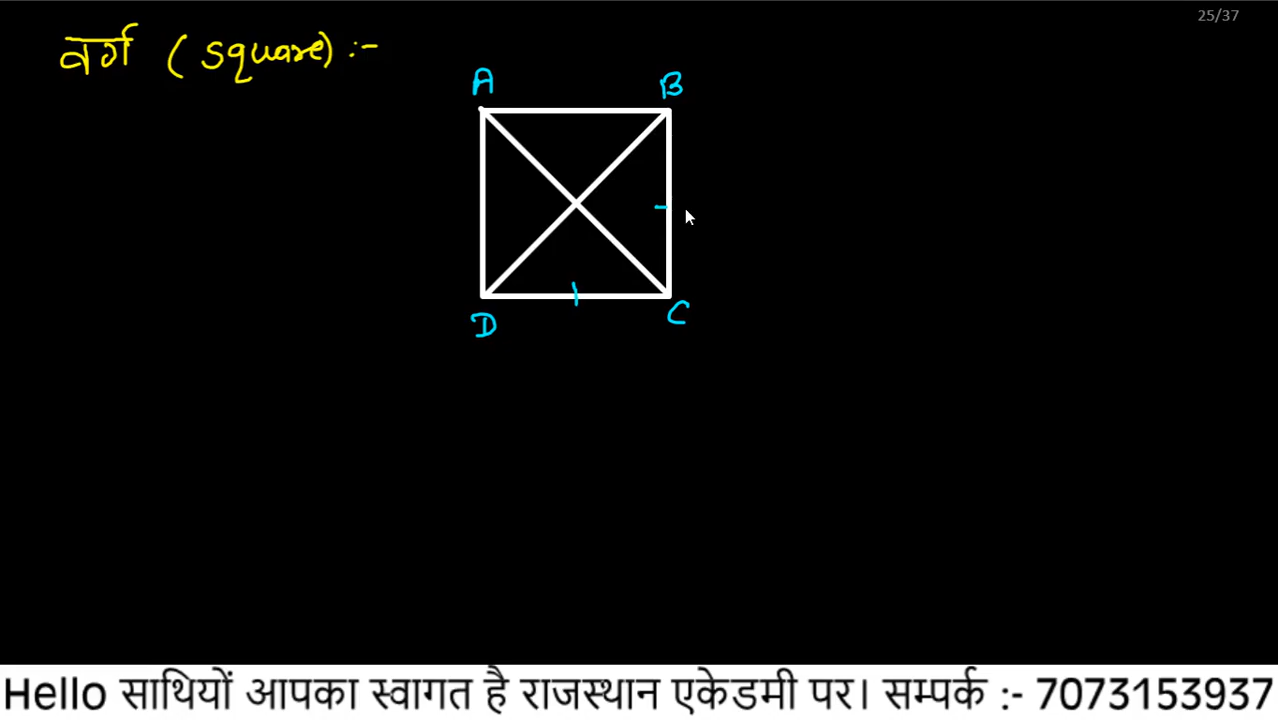 25/37
वर्ग (square) :-
A B
D C
Hello साथियों आपका स्वागत है राजस्थान एकेडमी पर। सम्पर्क :- 7073153937